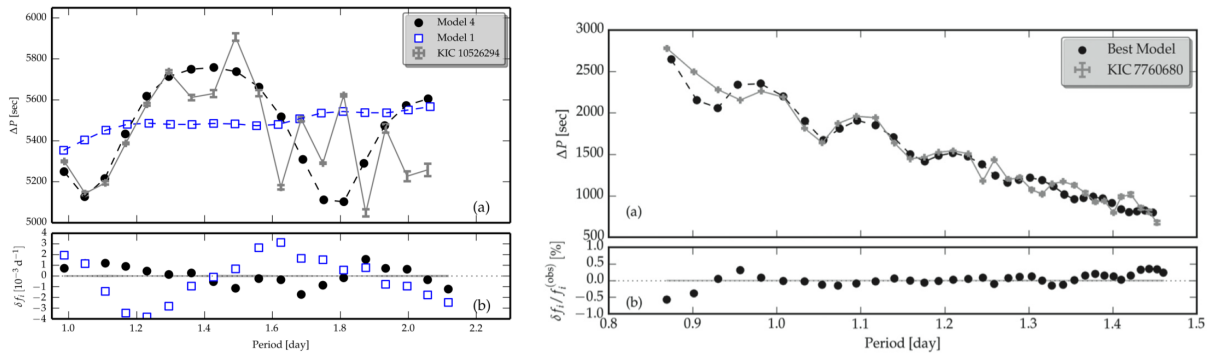 6000
5800
5600
5400
5200
5000
ΔP [sec]
Model 4
Model 1
KIC 10526294
(a)
4
3
2
1
0
−1
−2
−3
−4
δf_i [10⁻³ d⁻¹]
(b)
1.0 1.2 1.4 1.6 1.8 2.0 2.2
Period [day]
3000
2500
2000
1500
1000
500
ΔP [sec]
Best Model
KIC 7760680
(a)
1.0
0.5
0.0
−0.5
−1.0
δf_i/f_i^(obs) [%]
(b)
0.8 0.9 1.0 1.1 1.2 1.3 1.4 1.5
Period [day]